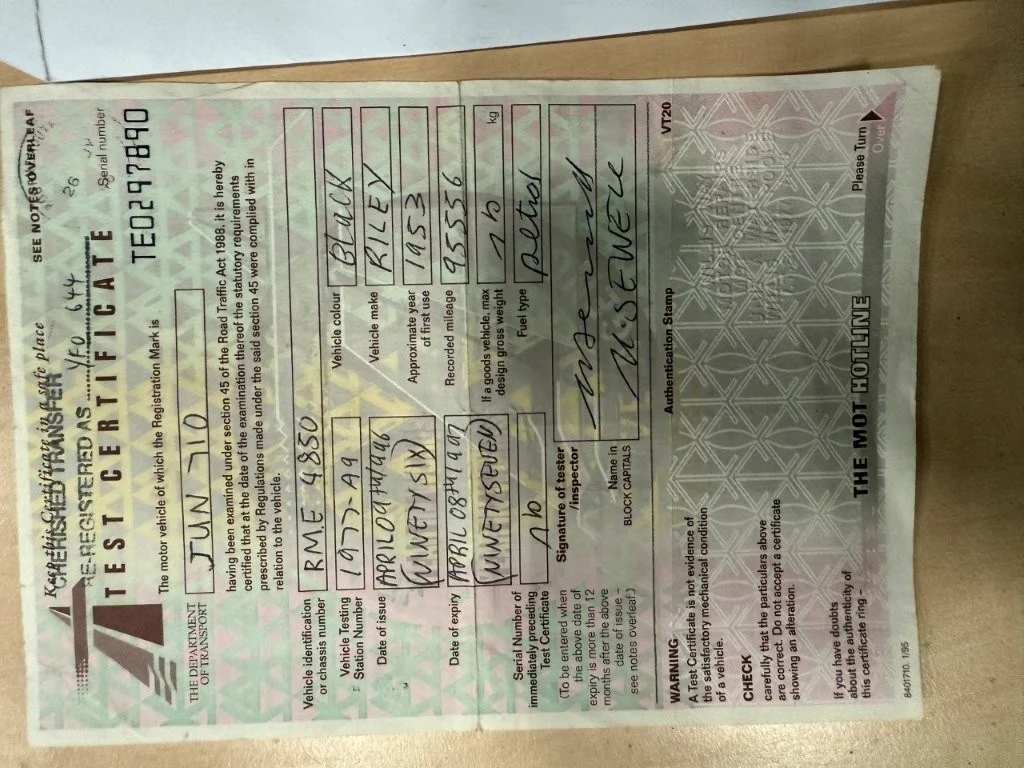 Keep this Certificate in a safe place
SEE NOTES OVERLEAF
CHERISHED TRANSFER
RE-REGISTERED AS YFO 644
26
TEST CERTIFICATE
Serial number
TE0297890
THE DEPARTMENT
OF TRANSPORT
The motor vehicle of which the Registration Mark is
JUN 710
having been examined under section 45 of the Road Traffic Act 1988, it is hereby
certified that at the date of the examination thereof the statutory requirements
prescribed by Regulations made under the said section 45 were complied with in
relation to the vehicle.
Vehicle identification
or chassis number
RME 4850
Vehicle Testing
Station Number
1977-A9
Vehicle colour
Black
Date of issue
APRIL 09TH 1996
(NINETYSIX)
Vehicle make
RILEY
Approximate year
of first use
1953
Date of expiry
APRIL 08TH 1997
(NINETYSEVEN)
Recorded mileage
95556
If a goods vehicle, max
design gross weight
kg
Serial Number of
immediately preceding
Test Certificate
Fuel type
petrol
(To be entered when
the above date of
expiry is more than 12
months after the above
date of issue –
see notes overleaf.)
Signature of tester
/inspector
Name in
BLOCK CAPITALS
M.SEWELL
WARNING
A Test Certificate is not evidence of
the satisfactory mechanical condition
of a vehicle.
Authentication Stamp
VT20
CHECK
carefully that the particulars above
are correct. Do not accept a certificate
showing an alteration.
If you have doubts
about the authenticity of
this certificate ring –
THE MOT HOTLINE
Please Turn
Over
8401710 1/95